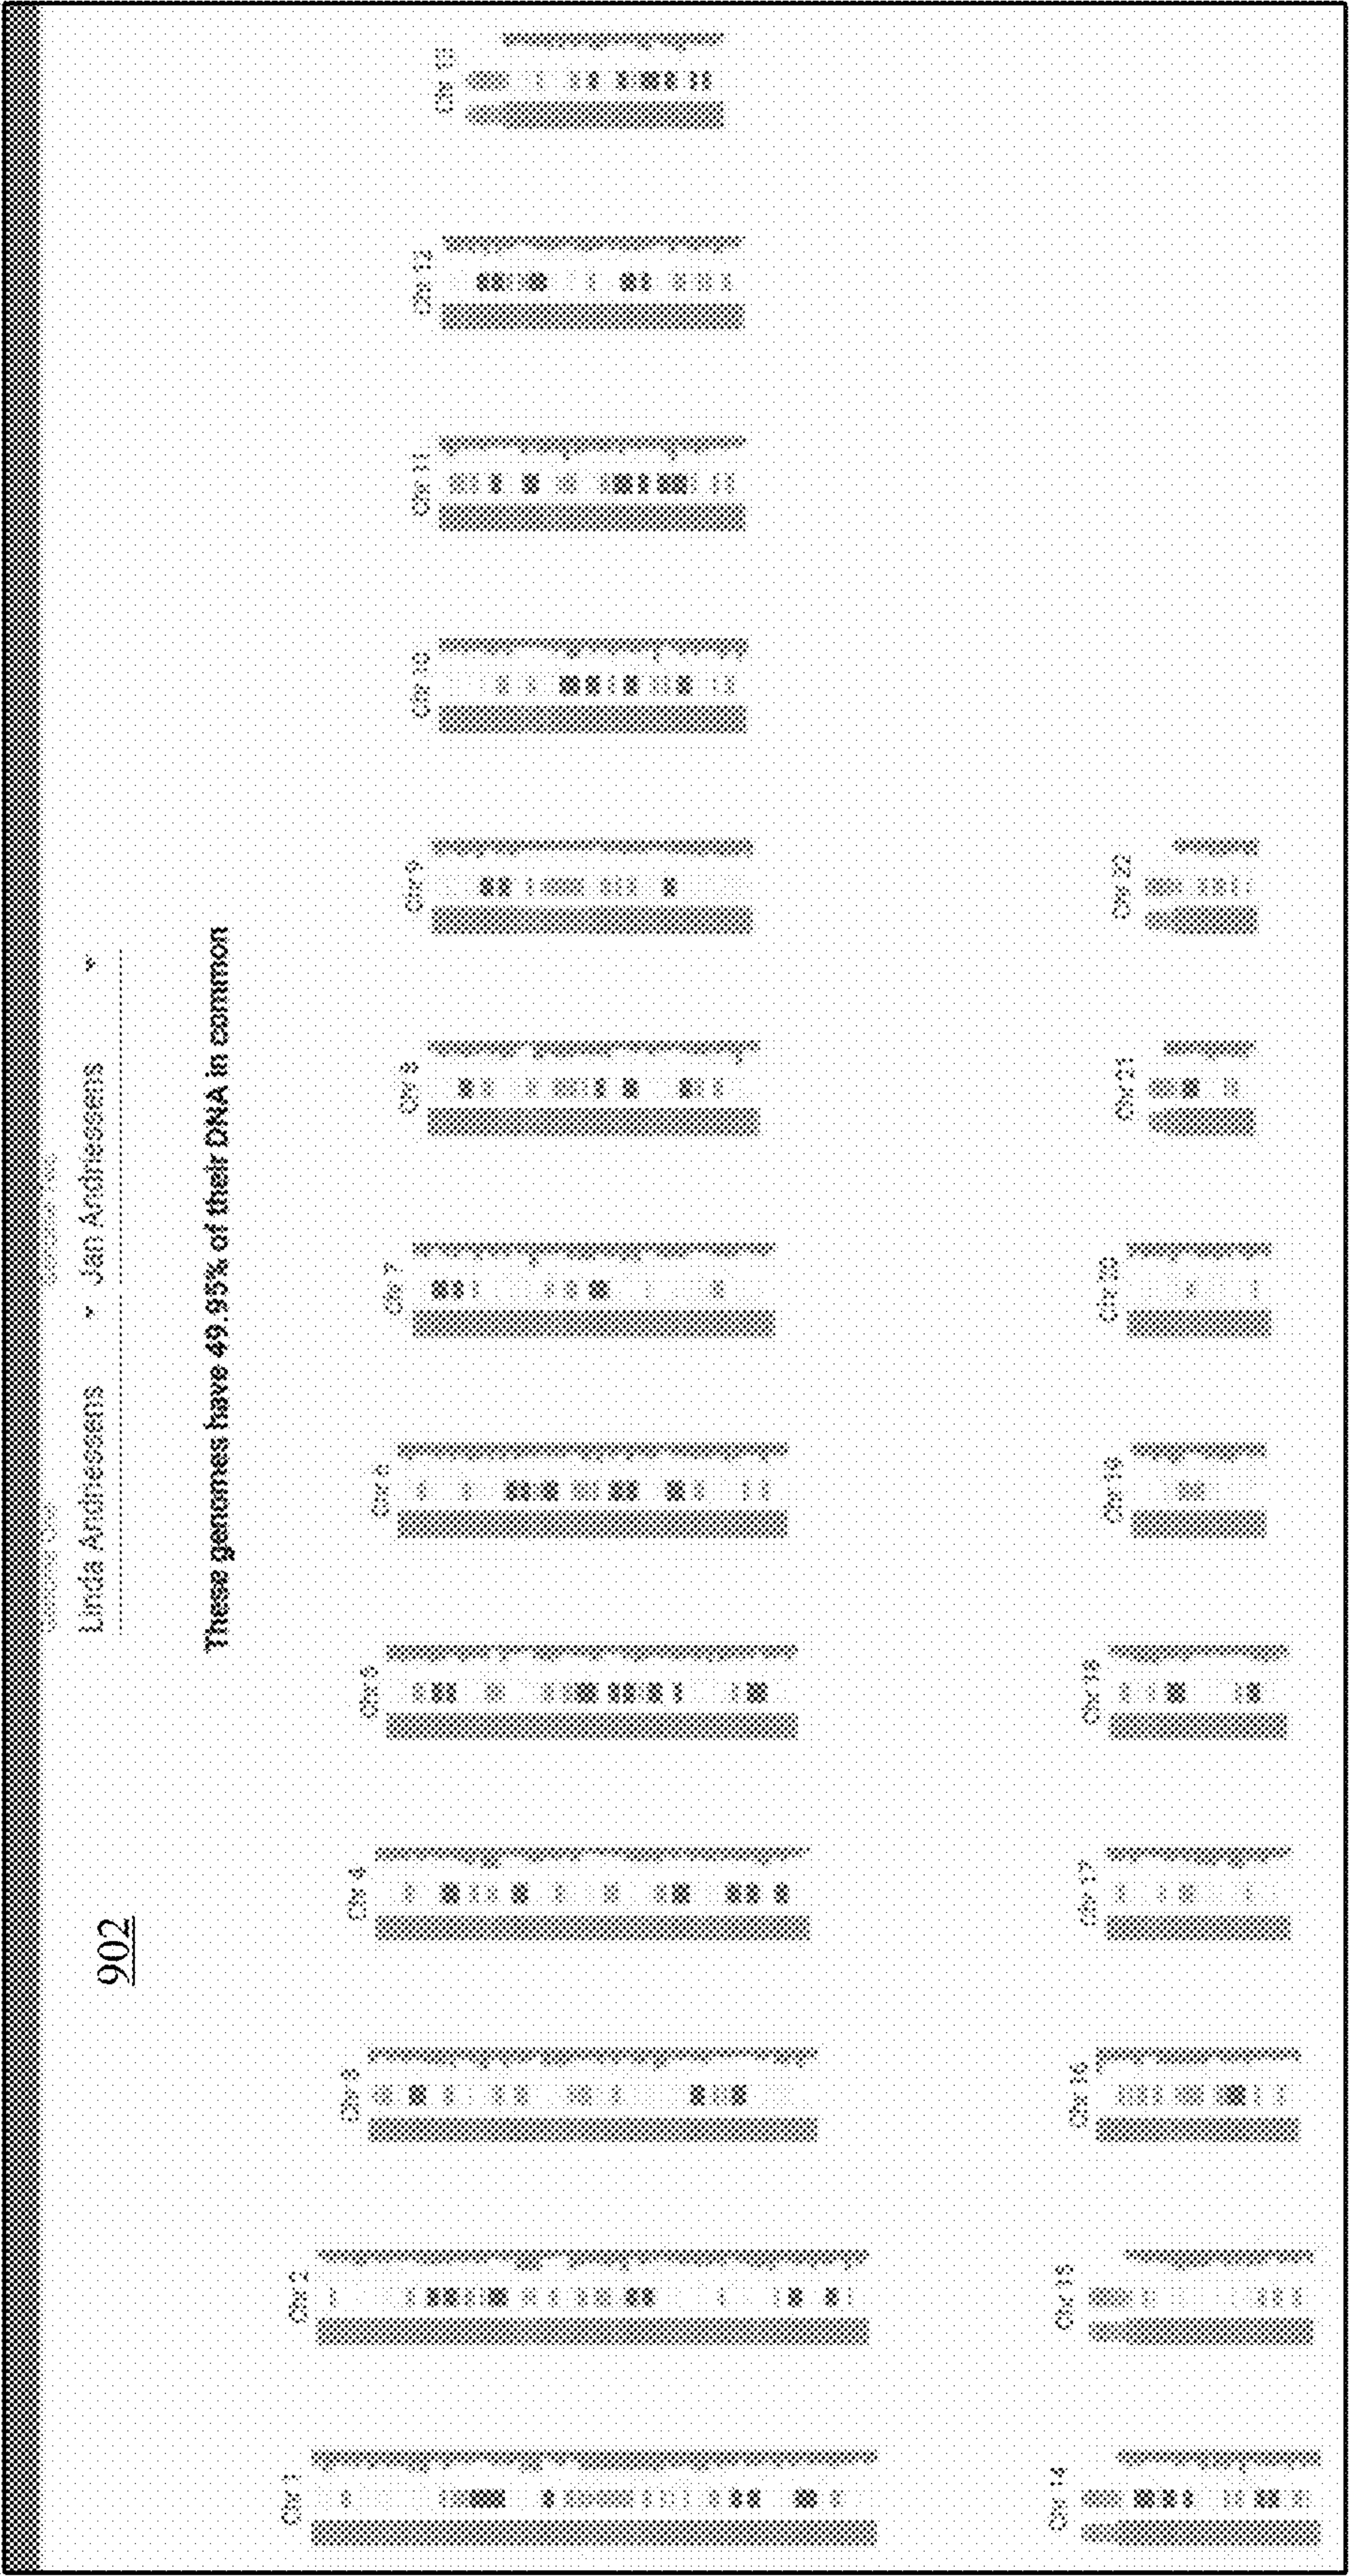 Linda Andriessens Jan Andriessens
902
These genomes have 49.95% of their DNA in common
Chr 1
Chr 2
Chr 3
Chr 4
Chr 5
Chr 6
Chr 7
Chr 8
Chr 9
Chr 10
Chr 11
Chr 12
Chr 13
Chr 14
Chr 15
Chr 16
Chr 17
Chr 18
Chr 19
Chr 20
Chr 21
Chr 22